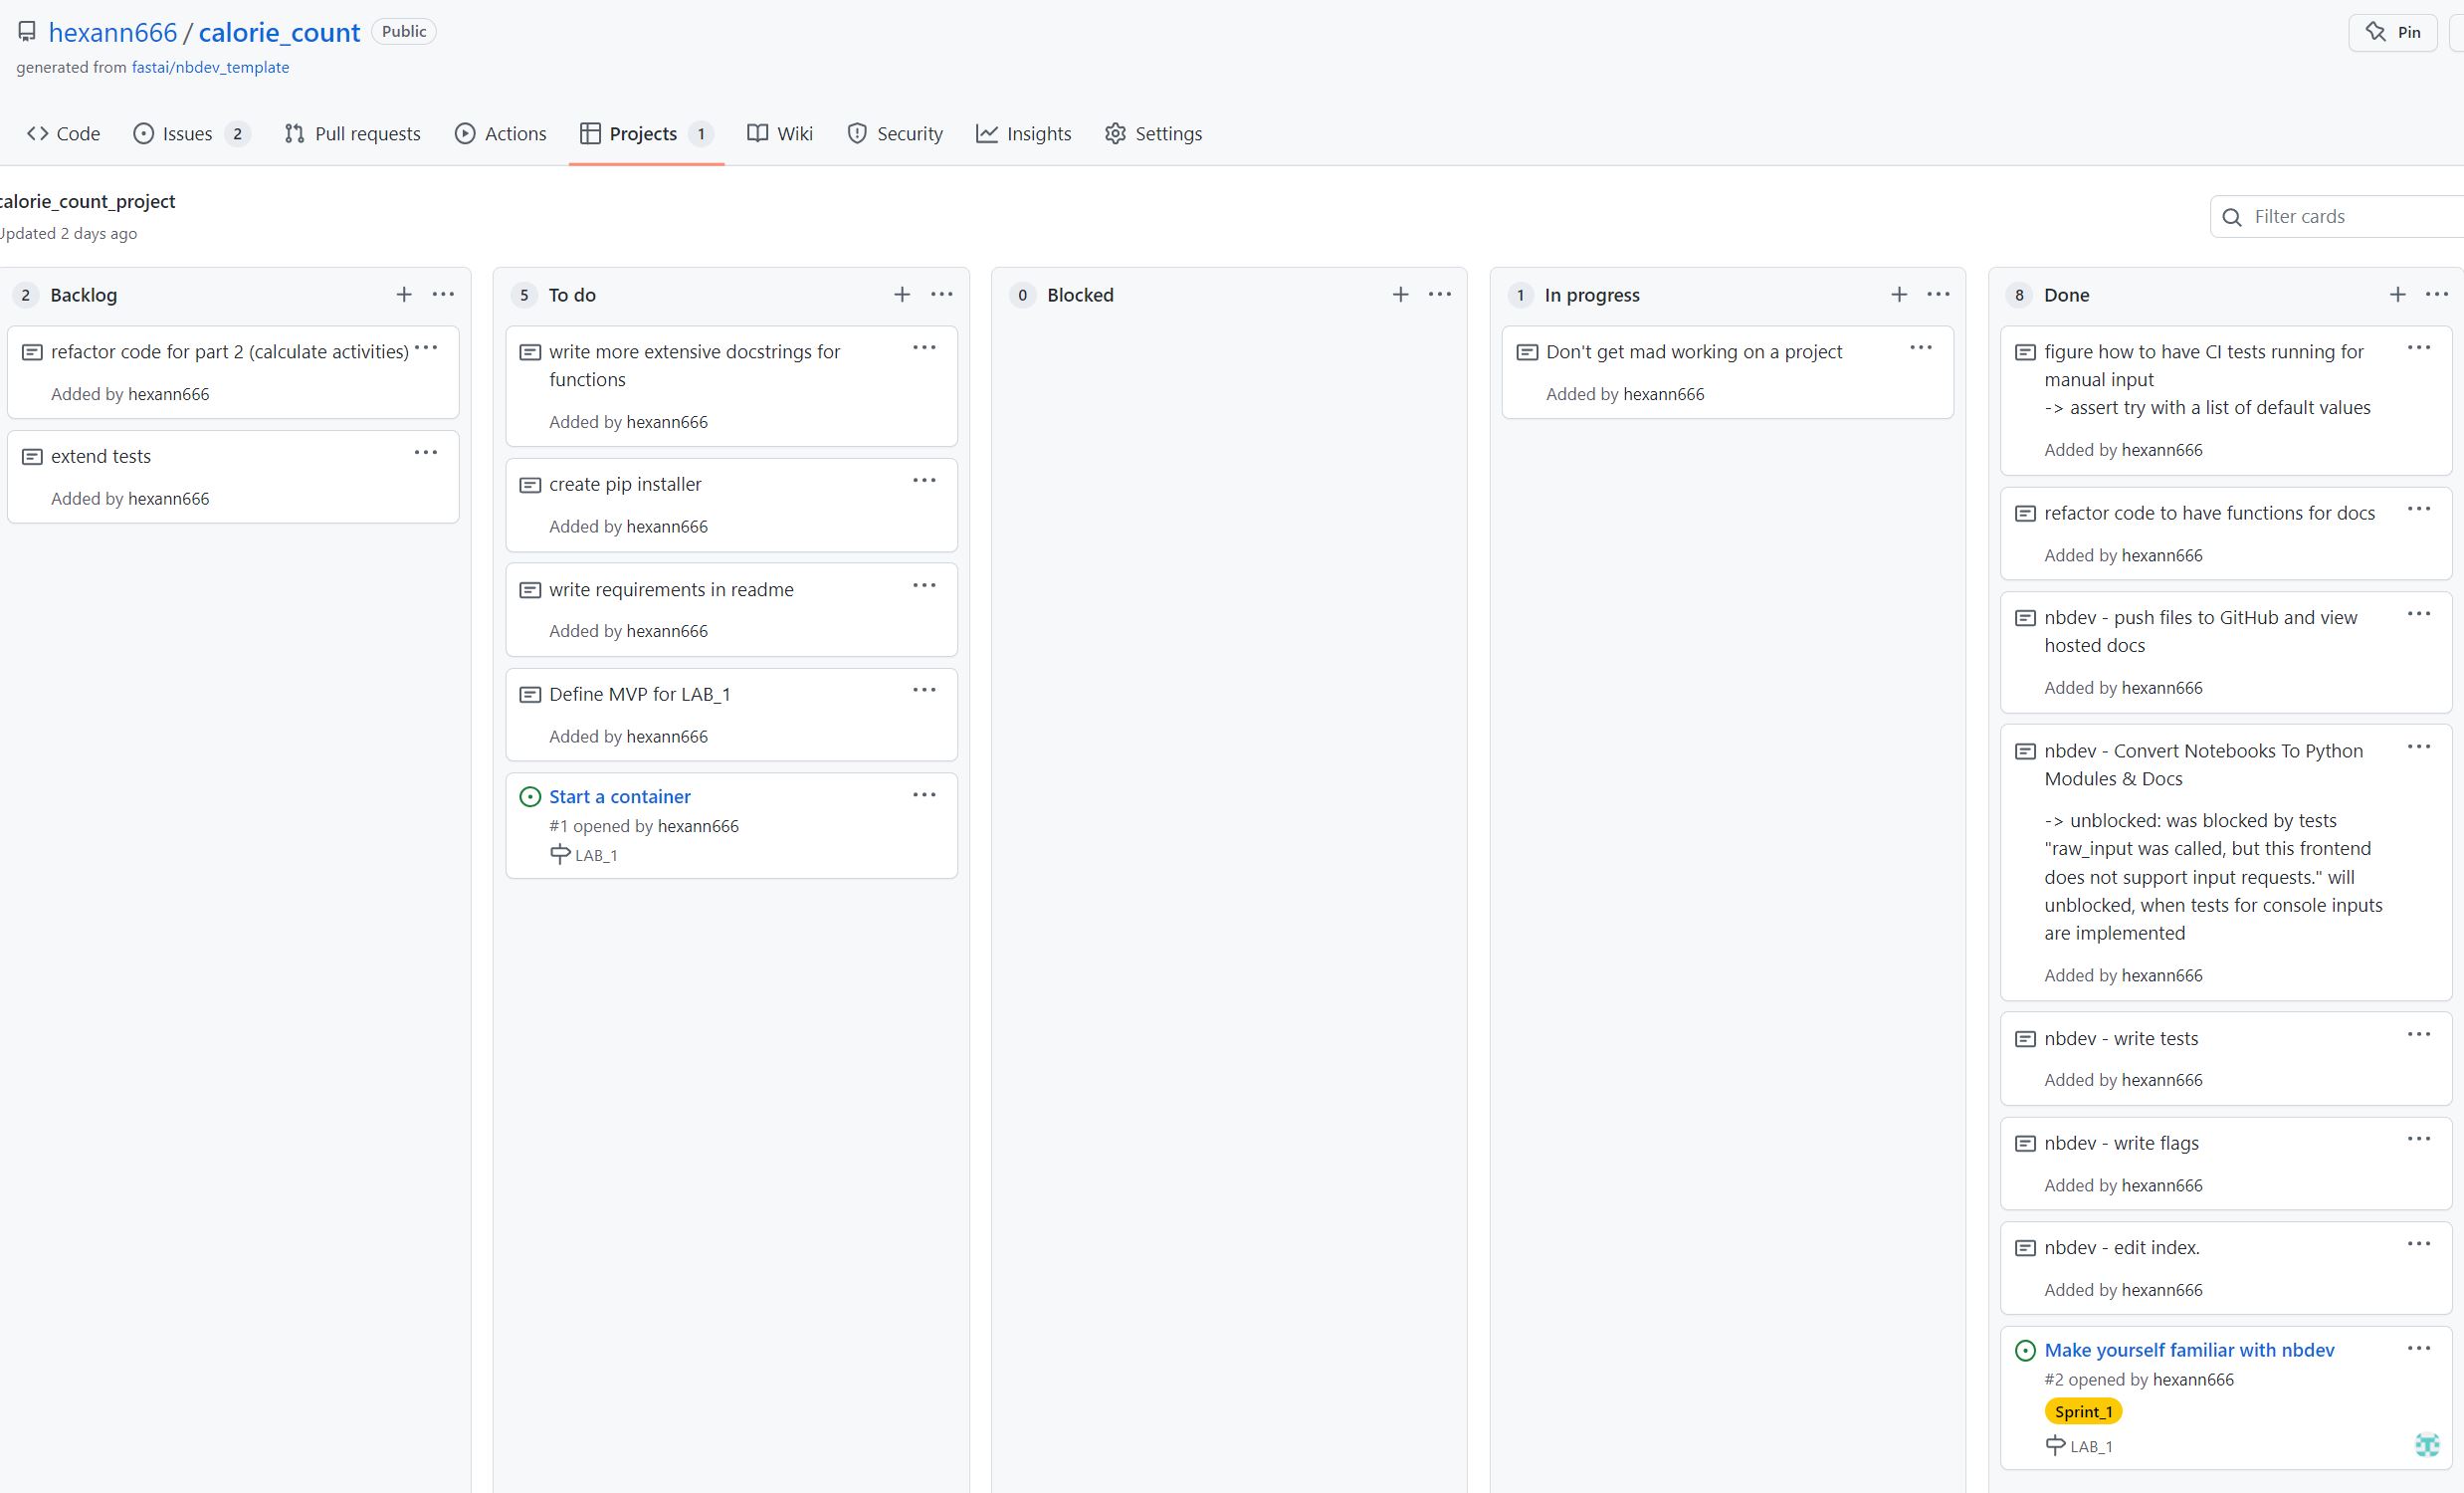 hexann666 / calorie_count Public
generated from fastai/nbdev_template
Pin
Code Issues 2 Pull requests Actions Projects 1 Wiki Security Insights Settings
calorie_count_project
Updated 2 days ago
Filter cards
2 Backlog
refactor code for part 2 (calculate activities)
Added by hexann666
extend tests
Added by hexann666
5 To do
write more extensive docstrings for
functions
Added by hexann666
create pip installer
Added by hexann666
write requirements in readme
Added by hexann666
Define MVP for LAB_1
Added by hexann666
Start a container
#1 opened by hexann666
LAB_1
0 Blocked
1 In progress
Don't get mad working on a project
Added by hexann666
8 Done
figure how to have CI tests running for
manual input
-> assert try with a list of default values
Added by hexann666
refactor code to have functions for docs
Added by hexann666
nbdev - push files to GitHub and view
hosted docs
Added by hexann666
nbdev - Convert Notebooks To Python
Modules & Docs
-> unblocked: was blocked by tests
"raw_input was called, but this frontend
does not support input requests." will
unblocked, when tests for console inputs
are implemented
Added by hexann666
nbdev - write tests
Added by hexann666
nbdev - write flags
Added by hexann666
nbdev - edit index.
Added by hexann666
Make yourself familiar with nbdev
#2 opened by hexann666
Sprint_1
LAB_1